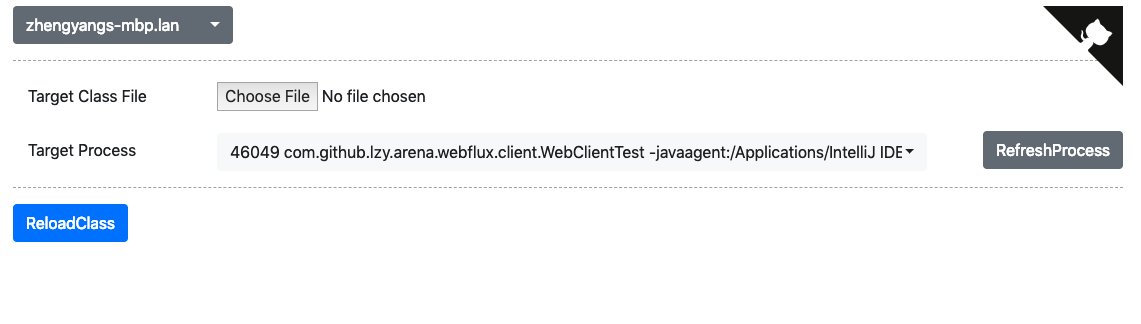 zhengyangs-mbp.lan
Target Class File Choose File No file chosen
Target Process 46049 com.github.lzy.arena.webflux.client.WebClientTest -javaagent:/Applications/IntelliJ IDE RefreshProcess
ReloadClass